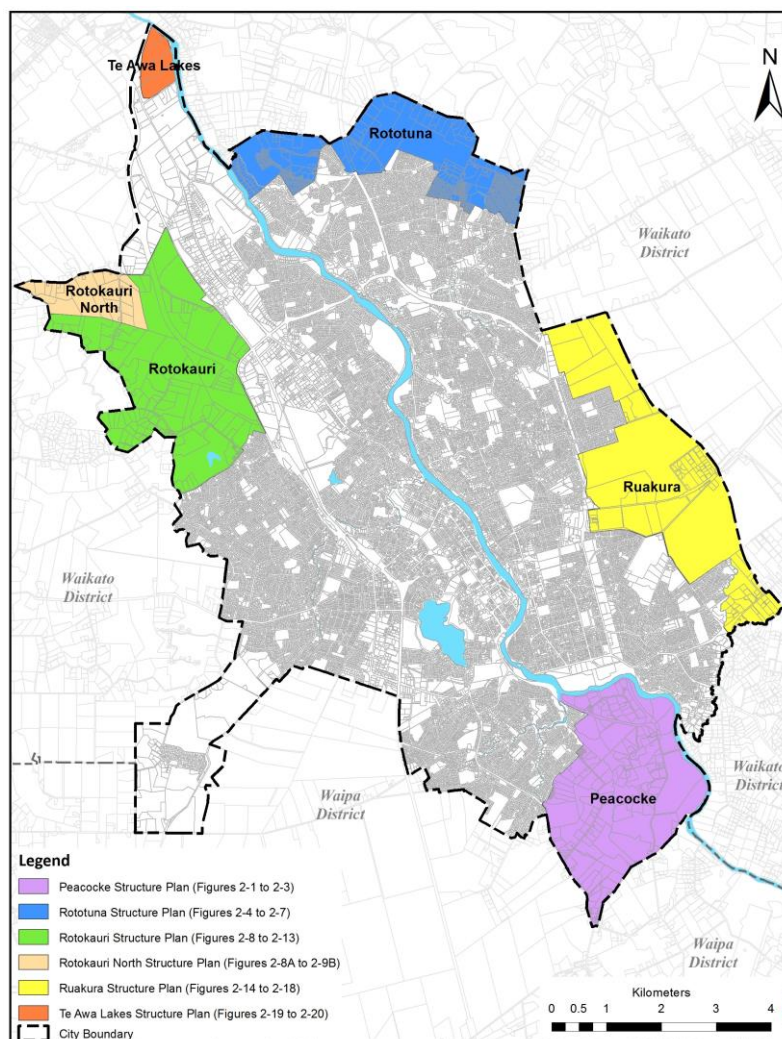 N
Te Awa Lakes
Rototuna
Waikato
District
Rotokauri
North
Rotokauri
Ruakura
Waikato
District
Waikato
District
Peacocke
Waipa
District
Waipa
District
Legend
Peacocke Structure Plan (Figures 2-1 to 2-3)
Rototuna Structure Plan (Figures 2-4 to 2-7)
Rotokauri Structure Plan (Figures 2-8 to 2-13)
Rotokauri North Structure Plan (Figures 2-8A to 2-9B)
Ruakura Structure Plan (Figures 2-14 to 2-18)
Te Awa Lakes Structure Plan (Figures 2-19 to 2-20)
City Boundary
Kilometers
0 0.5 1 2 3 4